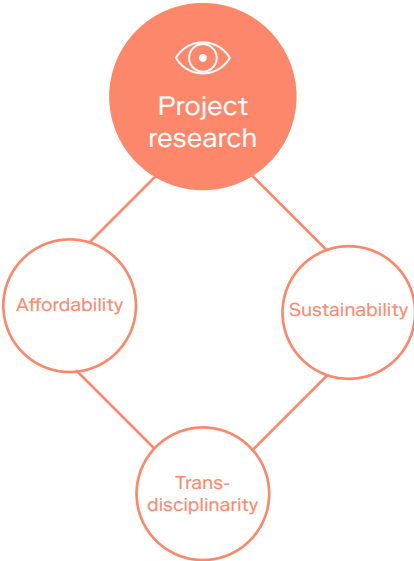 Project
research
Affordability
Sustainability
Trans-
disciplinarity